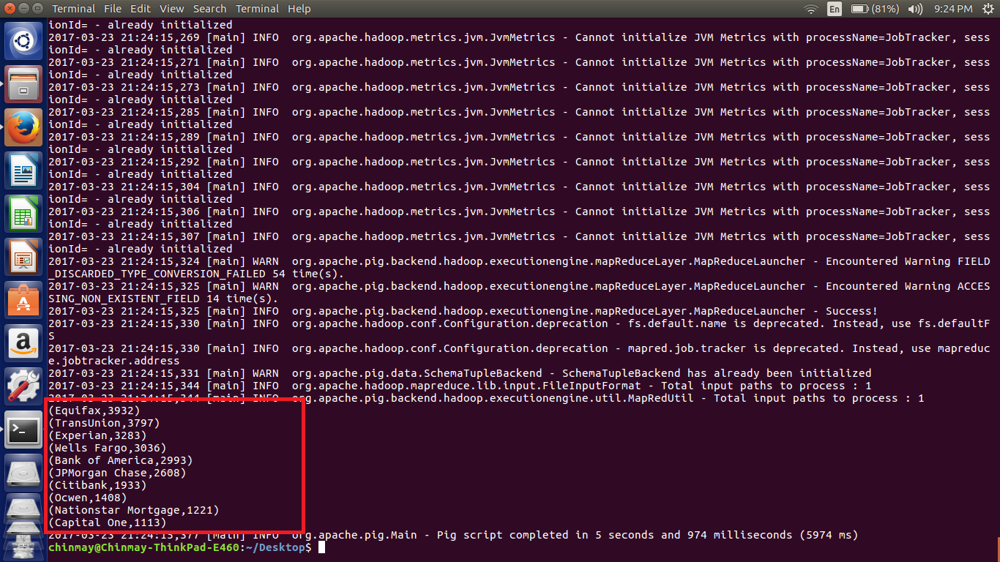 Terminal File Edit View Search Terminal Help En (81%) 9:24 PM
ionId= - already initialized
2017-03-23 21:24:15,269 [main] INFO  org.apache.hadoop.metrics.jvm.JvmMetrics - Cannot initialize JVM Metrics with processName=JobTracker, sess
ionId= - already initialized
2017-03-23 21:24:15,271 [main] INFO  org.apache.hadoop.metrics.jvm.JvmMetrics - Cannot initialize JVM Metrics with processName=JobTracker, sess
ionId= - already initialized
2017-03-23 21:24:15,273 [main] INFO  org.apache.hadoop.metrics.jvm.JvmMetrics - Cannot initialize JVM Metrics with processName=JobTracker, sess
ionId= - already initialized
2017-03-23 21:24:15,285 [main] INFO  org.apache.hadoop.metrics.jvm.JvmMetrics - Cannot initialize JVM Metrics with processName=JobTracker, sess
ionId= - already initialized
2017-03-23 21:24:15,289 [main] INFO  org.apache.hadoop.metrics.jvm.JvmMetrics - Cannot initialize JVM Metrics with processName=JobTracker, sess
ionId= - already initialized
2017-03-23 21:24:15,292 [main] INFO  org.apache.hadoop.metrics.jvm.JvmMetrics - Cannot initialize JVM Metrics with processName=JobTracker, sess
ionId= - already initialized
2017-03-23 21:24:15,304 [main] INFO  org.apache.hadoop.metrics.jvm.JvmMetrics - Cannot initialize JVM Metrics with processName=JobTracker, sess
ionId= - already initialized
2017-03-23 21:24:15,306 [main] INFO  org.apache.hadoop.metrics.jvm.JvmMetrics - Cannot initialize JVM Metrics with processName=JobTracker, sess
ionId= - already initialized
2017-03-23 21:24:15,307 [main] INFO  org.apache.hadoop.metrics.jvm.JvmMetrics - Cannot initialize JVM Metrics with processName=JobTracker, sess
ionId= - already initialized
2017-03-23 21:24:15,324 [main] WARN  org.apache.pig.backend.hadoop.executionengine.mapReduceLayer.MapReduceLauncher - Encountered Warning FIELD
_DISCARDED_TYPE_CONVERSION_FAILED 54 time(s).
2017-03-23 21:24:15,325 [main] WARN  org.apache.pig.backend.hadoop.executionengine.mapReduceLayer.MapReduceLauncher - Encountered Warning ACCES
SING_NON_EXISTENT_FIELD 14 time(s).
2017-03-23 21:24:15,325 [main] INFO  org.apache.pig.backend.hadoop.executionengine.mapReduceLayer.MapReduceLauncher - Success!
2017-03-23 21:24:15,330 [main] INFO  org.apache.hadoop.conf.Configuration.deprecation - fs.default.name is deprecated. Instead, use fs.defaultF
S
2017-03-23 21:24:15,330 [main] INFO  org.apache.hadoop.conf.Configuration.deprecation - mapred.job.tracker is deprecated. Instead, use mapreduc
e.jobtracker.address
2017-03-23 21:24:15,331 [main] WARN  org.apache.pig.data.SchemaTupleBackend - SchemaTupleBackend has already been initialized
2017-03-23 21:24:15,344 [main] INFO  org.apache.hadoop.mapreduce.lib.input.FileInputFormat - Total input paths to process : 1
2017-03-23 21:24:15,344 [main] INFO  org.apache.pig.backend.hadoop.executionengine.util.MapRedUtil - Total input paths to process : 1
(Equifax,3932)
(TransUnion,3797)
(Experian,3283)
(Wells Fargo,3036)
(Bank of America,2993)
(JPMorgan Chase,2608)
(Citibank,1933)
(Ocwen,1408)
(Nationstar Mortgage,1221)
(Capital One,1113)
2017-03-23 21:24:15,377 [main] INFO  org.apache.pig.Main - Pig script completed in 5 seconds and 974 milliseconds (5974 ms)
chinmay@Chinmay-ThinkPad-E460:~/Desktop$